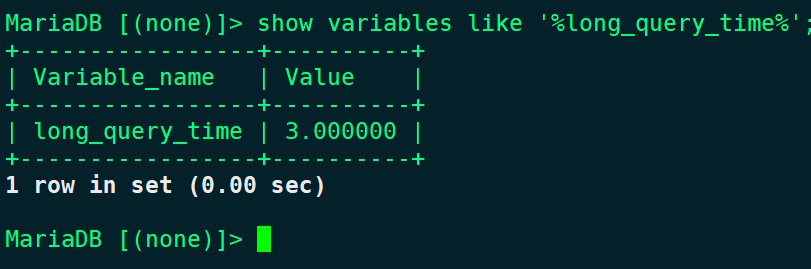 MariaDB [(none)]> show variables like '%long_query_time%';
+-----------------+----------+
| Variable_name   | Value    |
+-----------------+----------+
| long_query_time | 3.000000 |
+-----------------+----------+
1 row in set (0.00 sec)
MariaDB [(none)]>